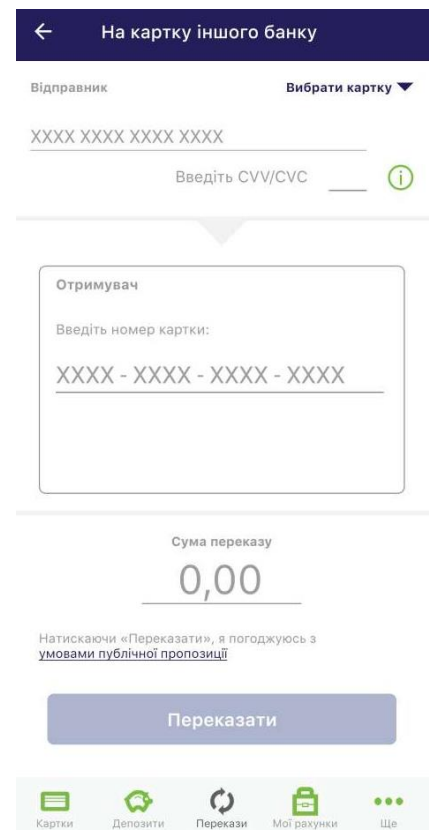 На картку іншого банку
Відправник
Вибрати картку
XXXX XXXX XXXX XXXX
Введіть CVV/CVC
Отримувач
Введіть номер картки:
XXXX - XXXX - XXXX - XXXX
Сума переказу
0,00
Натискаючи «Переказати», я погоджуюсь з
умовами публічної пропозиції
Переказати
Картки
Депозити
Перекази
Мої рахунки
Ще